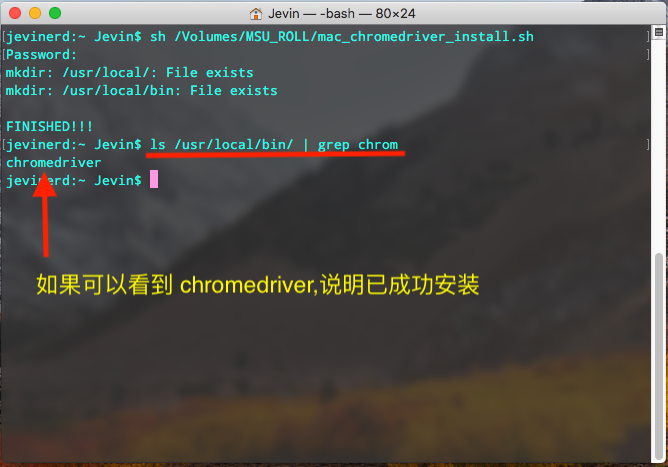 Jevin — -bash — 80×24
[jevinerd:~ Jevin$ sh /Volumes/MSU_ROLL/mac_chromedriver_install.sh ]
[Password: ]
mkdir: /usr/local/: File exists
mkdir: /usr/local/bin: File exists
FINISHED!!!
[jevinerd:~ Jevin$ ls /usr/local/bin/ | grep chrom ]
chromedriver
jevinerd:~ Jevin$
如果可以看到 chromedriver,说明已成功安装